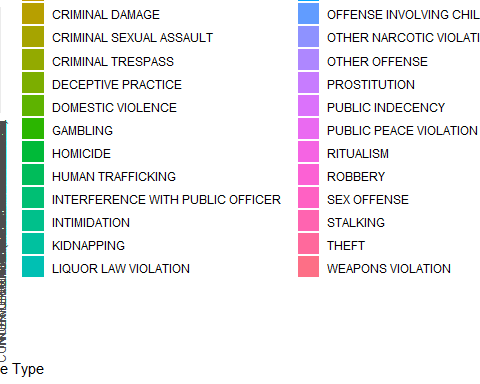 CRIMINAL DAMAGE
CRIMINAL SEXUAL ASSAULT
CRIMINAL TRESPASS
DECEPTIVE PRACTICE
DOMESTIC VIOLENCE
GAMBLING
HOMICIDE
HUMAN TRAFFICKING
INTERFERENCE WITH PUBLIC OFFICER
INTIMIDATION
KIDNAPPING
LIQUOR LAW VIOLATION
OFFENSE INVOLVING CHIL
OTHER NARCOTIC VIOLATI
OTHER OFFENSE
PROSTITUTION
PUBLIC INDECENCY
PUBLIC PEACE VIOLATION
RITUALISM
ROBBERY
SEX OFFENSE
STALKING
THEFT
WEAPONS VIOLATION
e Type